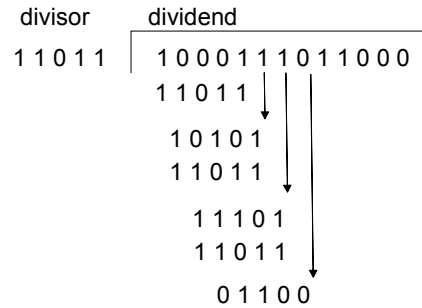 divisor dividend
1 1 0 1 1 1 0 0 0 1 1 1 0 1 1 0 0 0
1 1 0 1 1
1 0 1 0 1
1 1 0 1 1
1 1 1 0 1
1 1 0 1 1
0 1 1 0 0